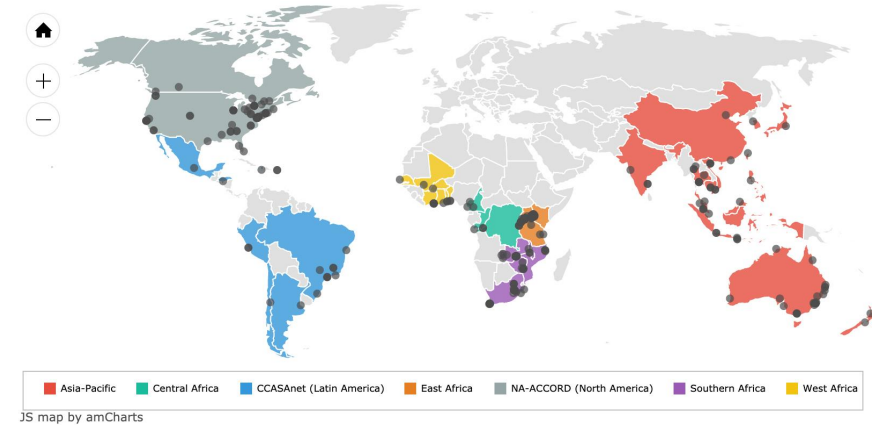 Asia-Pacific Central Africa CCASAnet (Latin America) East Africa NA-ACCORD (North America) Southern Africa West Africa
JS map by amCharts